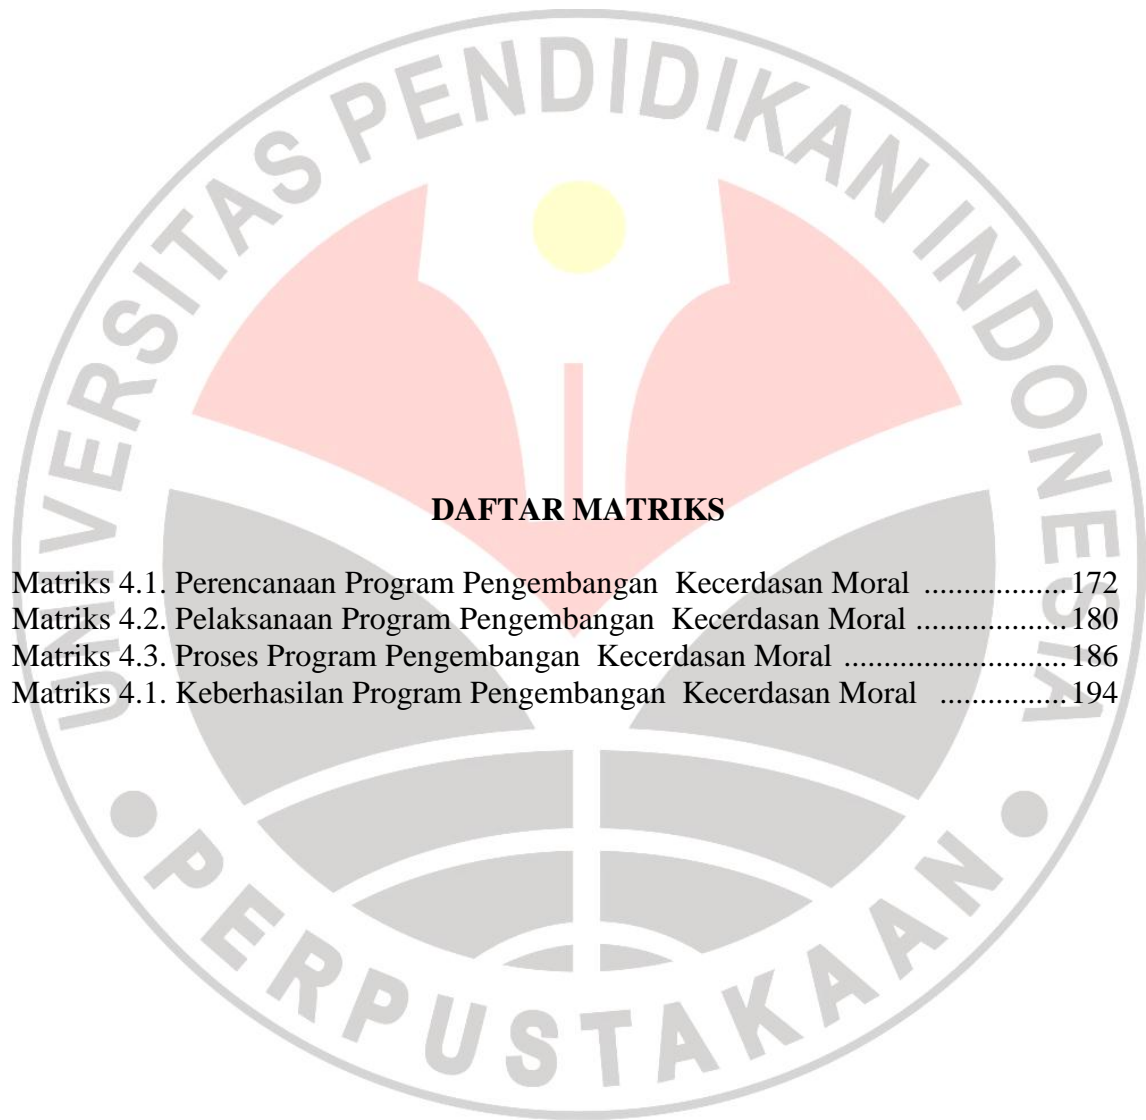 UNIVERSITAS PENDIDIKAN INDONESIA
DAFTAR MATRIKS
Matriks 4.1. Perencanaan Program Pengembangan  Kecerdasan Moral ..................172
Matriks 4.2. Pelaksanaan Program Pengembangan  Kecerdasan Moral ...................180
Matriks 4.3. Proses Program Pengembangan  Kecerdasan Moral ............................186
Matriks 4.1. Keberhasilan Program Pengembangan  Kecerdasan Moral  ................194
PERPUSTAKAAN